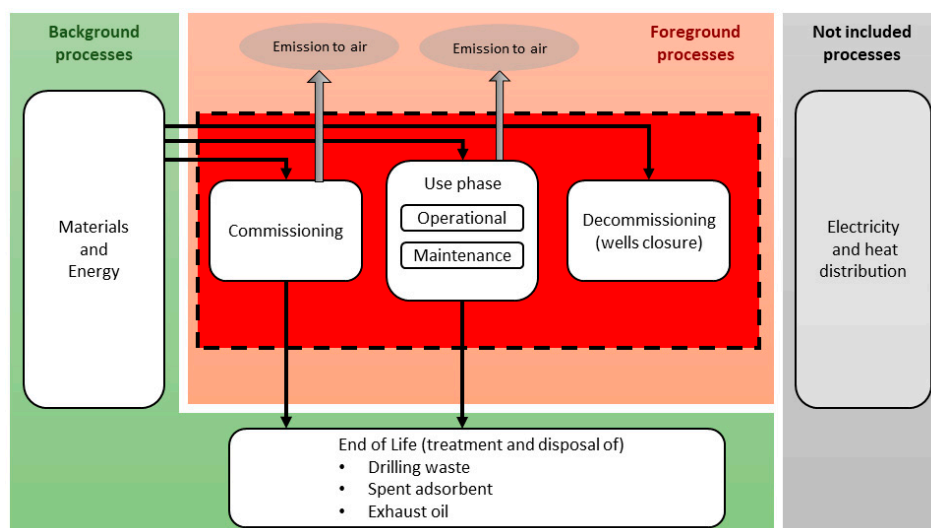 Background
processes
Emission to air
Emission to air
Foreground
processes
Not included
processes
Materials
and
Energy
Commissioning
Use phase
Operational
Maintenance
Decommissioning
(wells closure)
Electricity
and heat
distribution
End of Life (treatment and disposal of)
• Drilling waste
• Spent adsorbent
• Exhaust oil